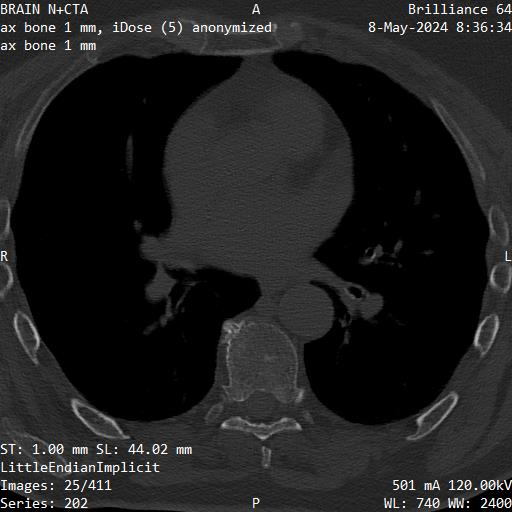 BRAIN N+CTA
A
Brilliance 64
ax bone 1 mm, iDose (5) anonymized
8-May-2024 8:36:34
ax bone 1 mm
R
L
ST: 1.00 mm SL: 44.02 mm
LittleEndianImplicit
Images: 25/411
501 mA 120.00kV
Series: 202
P
WL: 740 WW: 2400